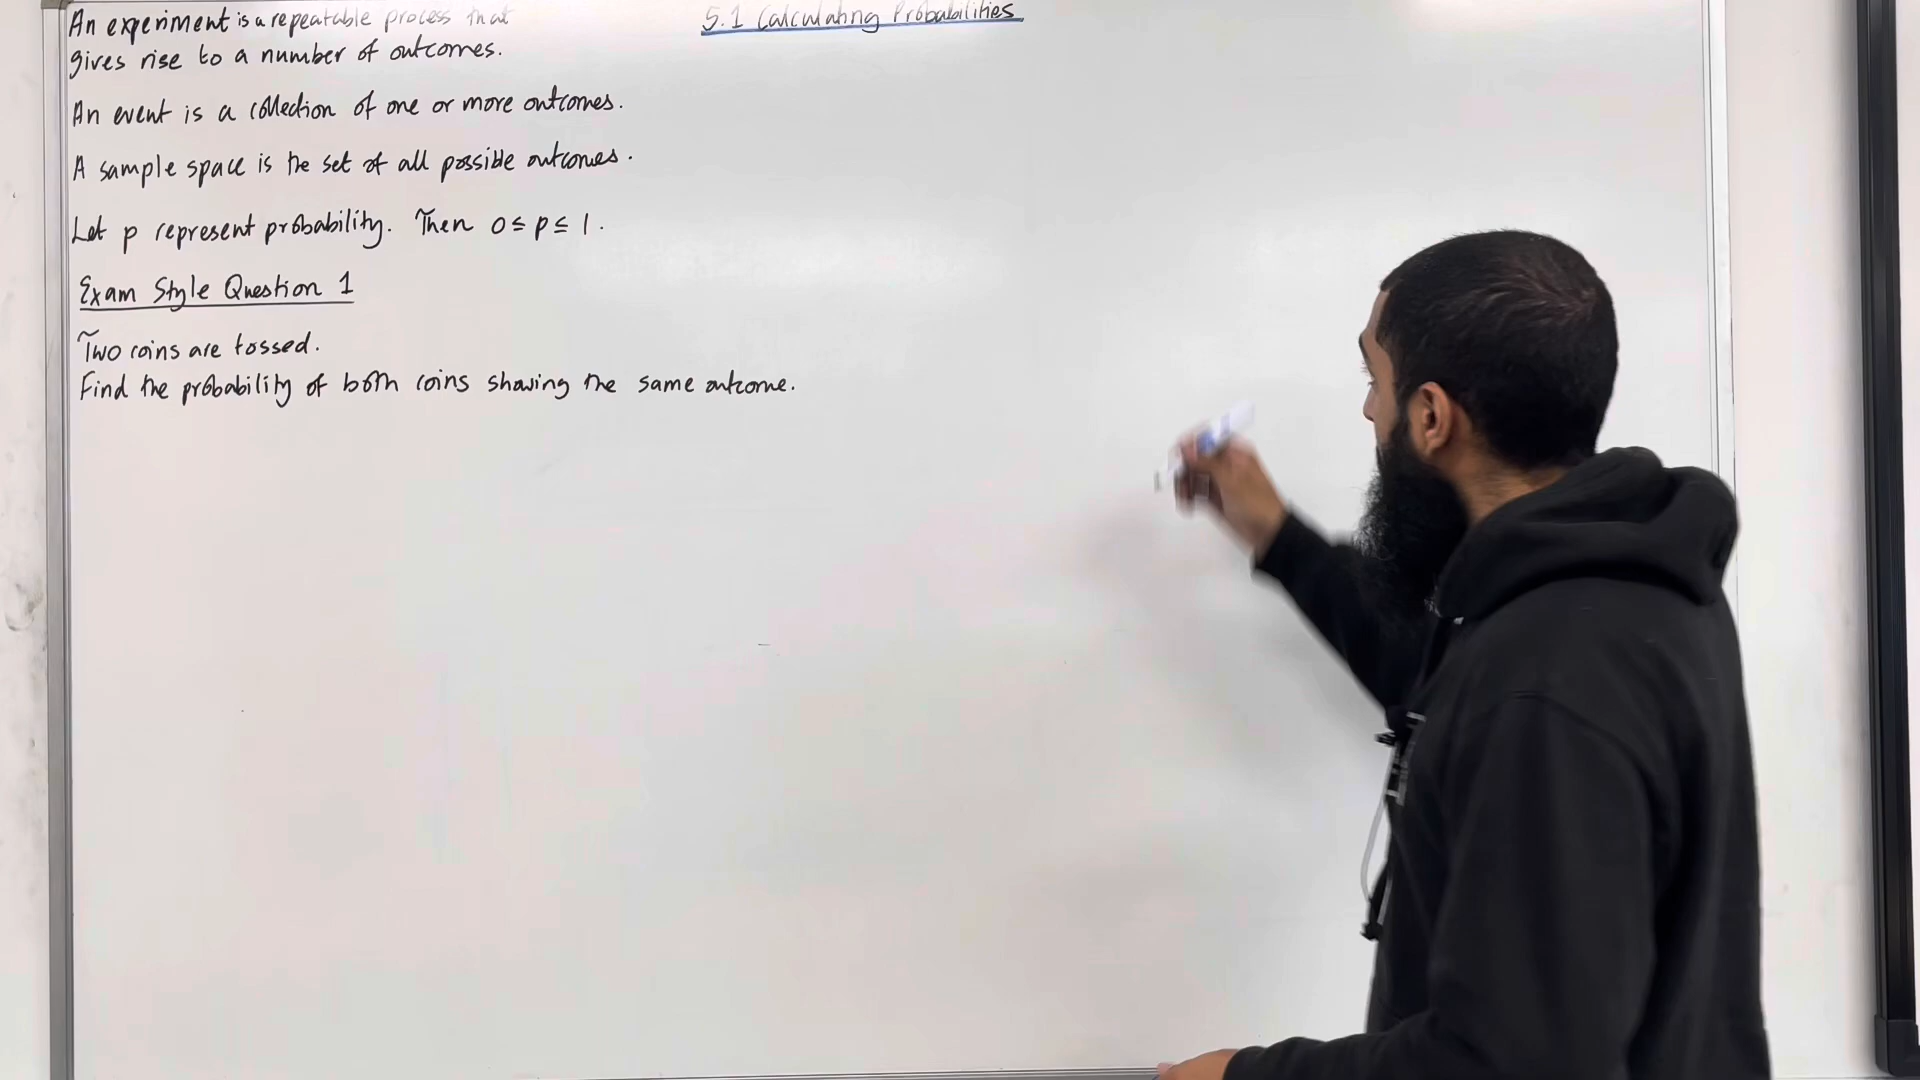 5.1 Calculating Probabilities
An experiment is a repeatable process that
gives rise to a number of outcomes.
An event is a collection of one or more outcomes.
A sample space is the set of all possible outcomes.
Let p represent probability. Then 0 ≤ p ≤ 1.
Exam Style Question 1
Two coins are tossed.
Find the probability of both coins showing the same outcome.